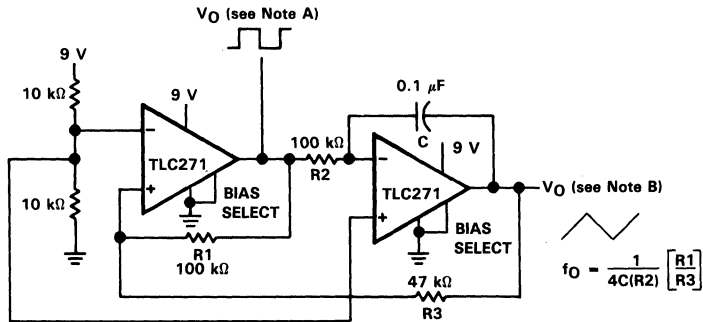 VO (see Note A)
9 V
10 kΩ
9 V
−
TLC271
+
BIAS
SELECT
10 kΩ
R1
100 kΩ
100 kΩ
R2
0.1 µF
C
−
9 V
TLC271
+
BIAS
SELECT
VO (see Note B)
47 kΩ
R3
fO = 1/4C(R2) [R1/R3]